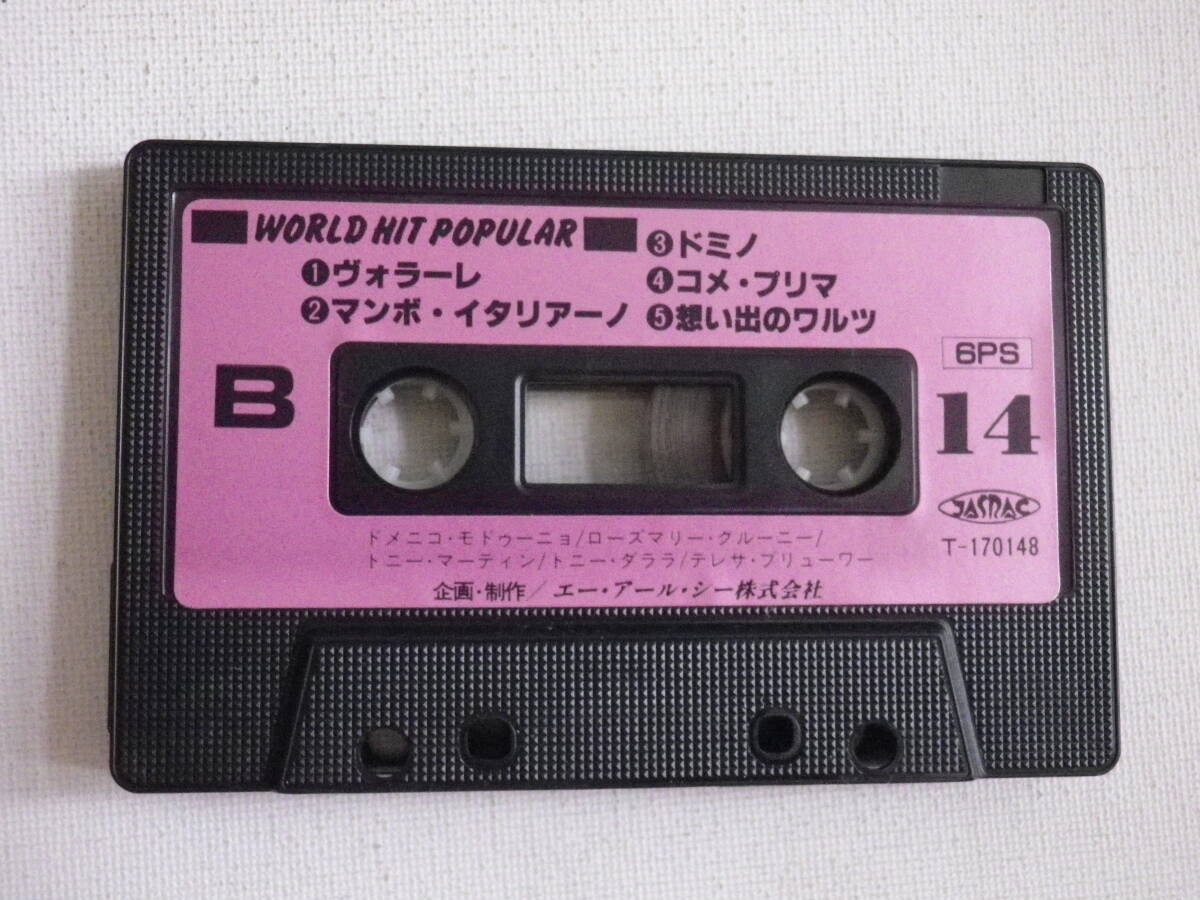 WORLD HIT POPULAR
❶ヴォラーレ
❷マンボ・イタリアーノ
❸ドミノ
❹コメ・プリマ
❺想い出のワルツ
B
6PS
14
JASRAC
T-170148
ドメニコ・モドゥーニョ/ローズマリー・クルーニー/
トニー・マーティン/トニー・ダララ/テレサ・ブリューワー
企画・制作/エー・アール・シー株式会社